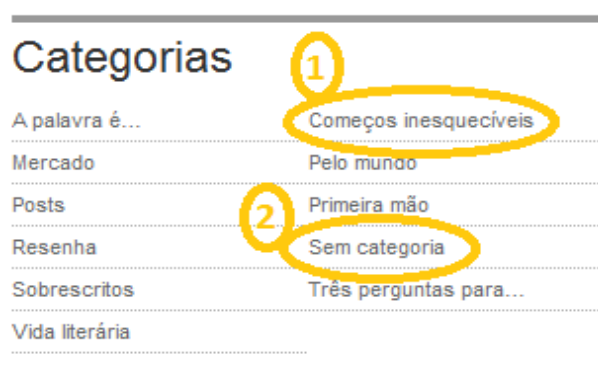 Categorias
1
A palavra é...
Começos inesquecíveis
Mercado
Pelo mundo
Posts
Primeira mão
2
Resenha
Sem categoria
Sobrescritos
Três perguntas para...
Vida literária